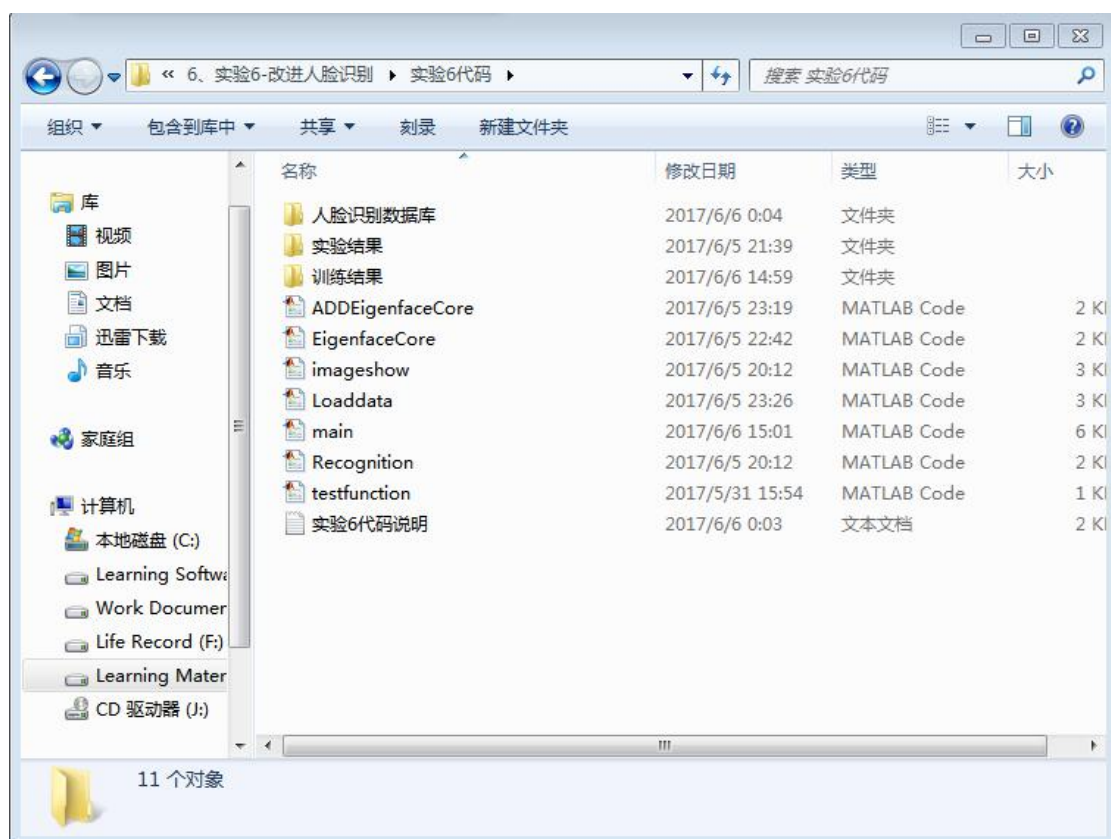 « 6、实验6-改进人脸识别 ▸ 实验6代码 ▸ 搜索 实验6代码
组织 包含到库中 共享 刻录 新建文件夹
名称 修改日期 类型 大小
库
视频
图片
文档
迅雷下载
音乐
家庭组
计算机
本地磁盘 (C:)
Learning Softwa
Work Documer
Life Record (F:)
Learning Mater
CD 驱动器 (J:)
人脸识别数据库 2017/6/6 0:04 文件夹
实验结果 2017/6/5 21:39 文件夹
训练结果 2017/6/6 14:59 文件夹
ADDEigenfaceCore 2017/6/5 23:19 MATLAB Code 2 K
EigenfaceCore 2017/6/5 22:42 MATLAB Code 2 K
imageshow 2017/6/5 20:12 MATLAB Code 3 K
Loaddata 2017/6/5 23:26 MATLAB Code 3 K
main 2017/6/6 15:01 MATLAB Code 6 K
Recognition 2017/6/5 20:12 MATLAB Code 2 K
testfunction 2017/5/31 15:54 MATLAB Code 1 K
实验6代码说明 2017/6/6 0:03 文本文档 2 K
11 个对象